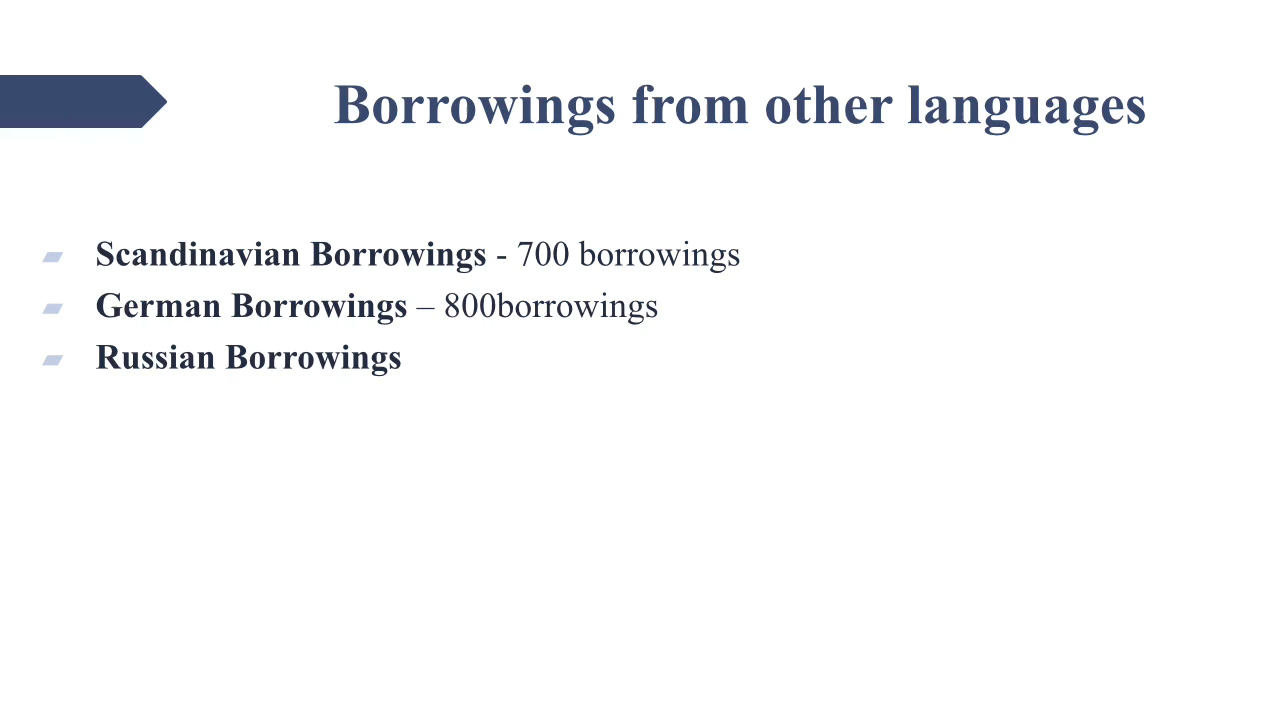 Borrowings from other languages
Scandinavian Borrowings - 700 borrowings
German Borrowings – 800borrowings
Russian Borrowings